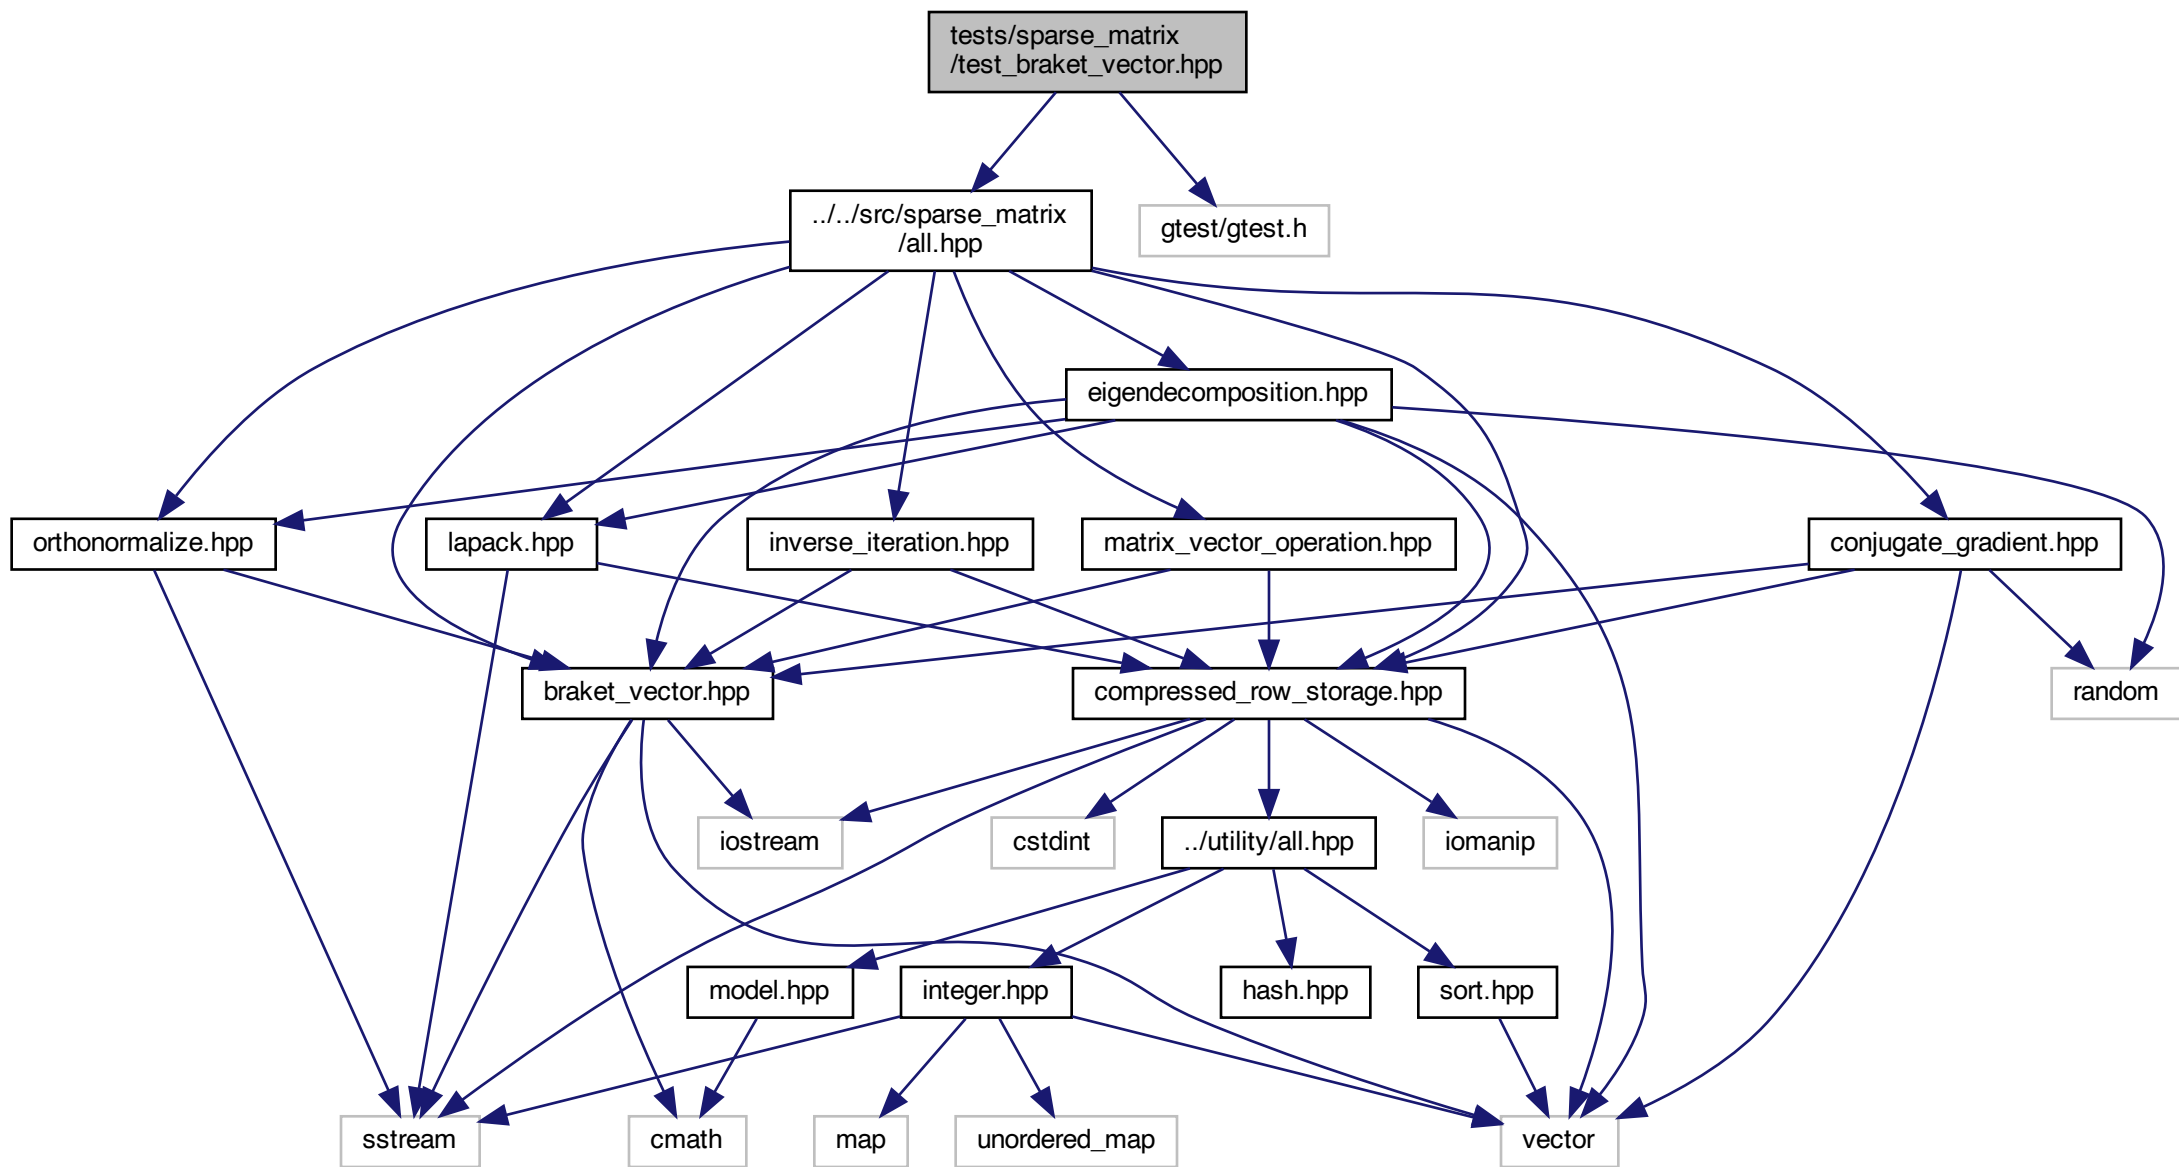 tests/sparse_matrix
/test_braket_vector.hpp
../../src/sparse_matrix
/all.hpp
gtest/gtest.h
eigendecomposition.hpp
orthonormalize.hpp
lapack.hpp
inverse_iteration.hpp
matrix_vector_operation.hpp
conjugate_gradient.hpp
braket_vector.hpp
compressed_row_storage.hpp
random
iostream
cstdint
../utility/all.hpp
iomanip
model.hpp
integer.hpp
hash.hpp
sort.hpp
sstream
cmath
map
unordered_map
vector